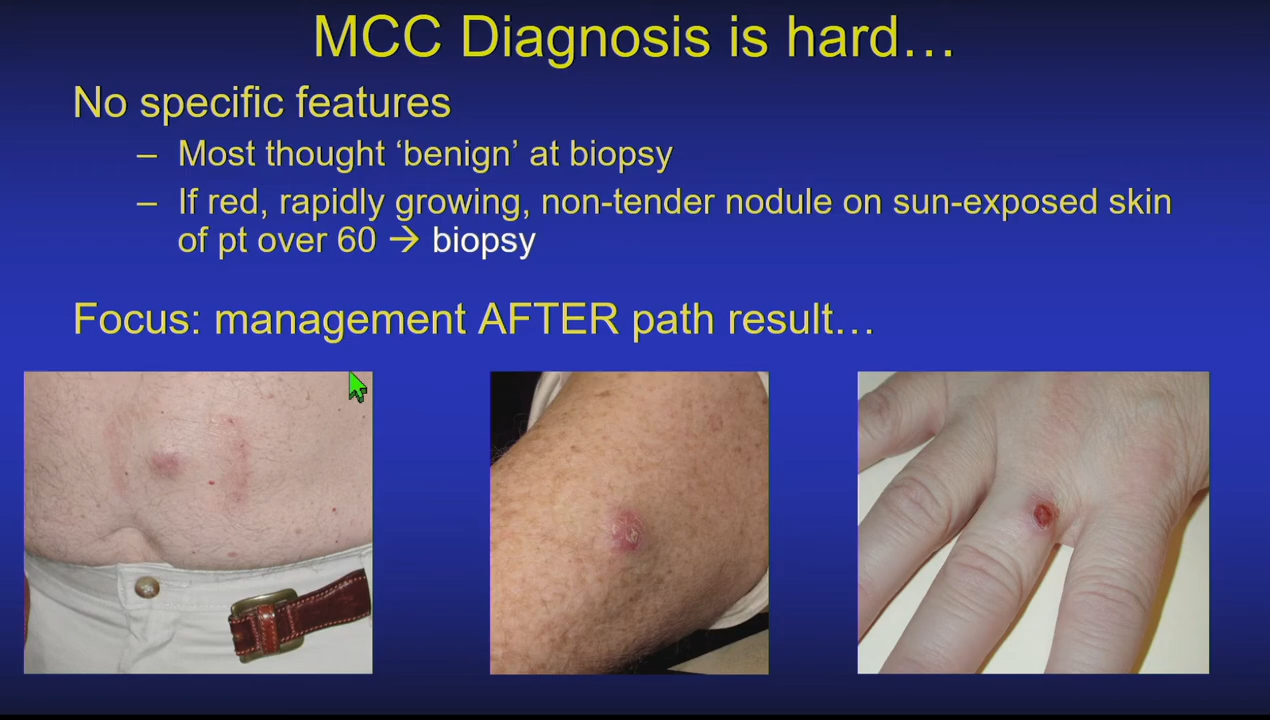 MCC Diagnosis is hard…
No specific features
– Most thought ‘benign’ at biopsy
– If red, rapidly growing, non-tender nodule on sun-exposed skin
of pt over 60 → biopsy
Focus: management AFTER path result…